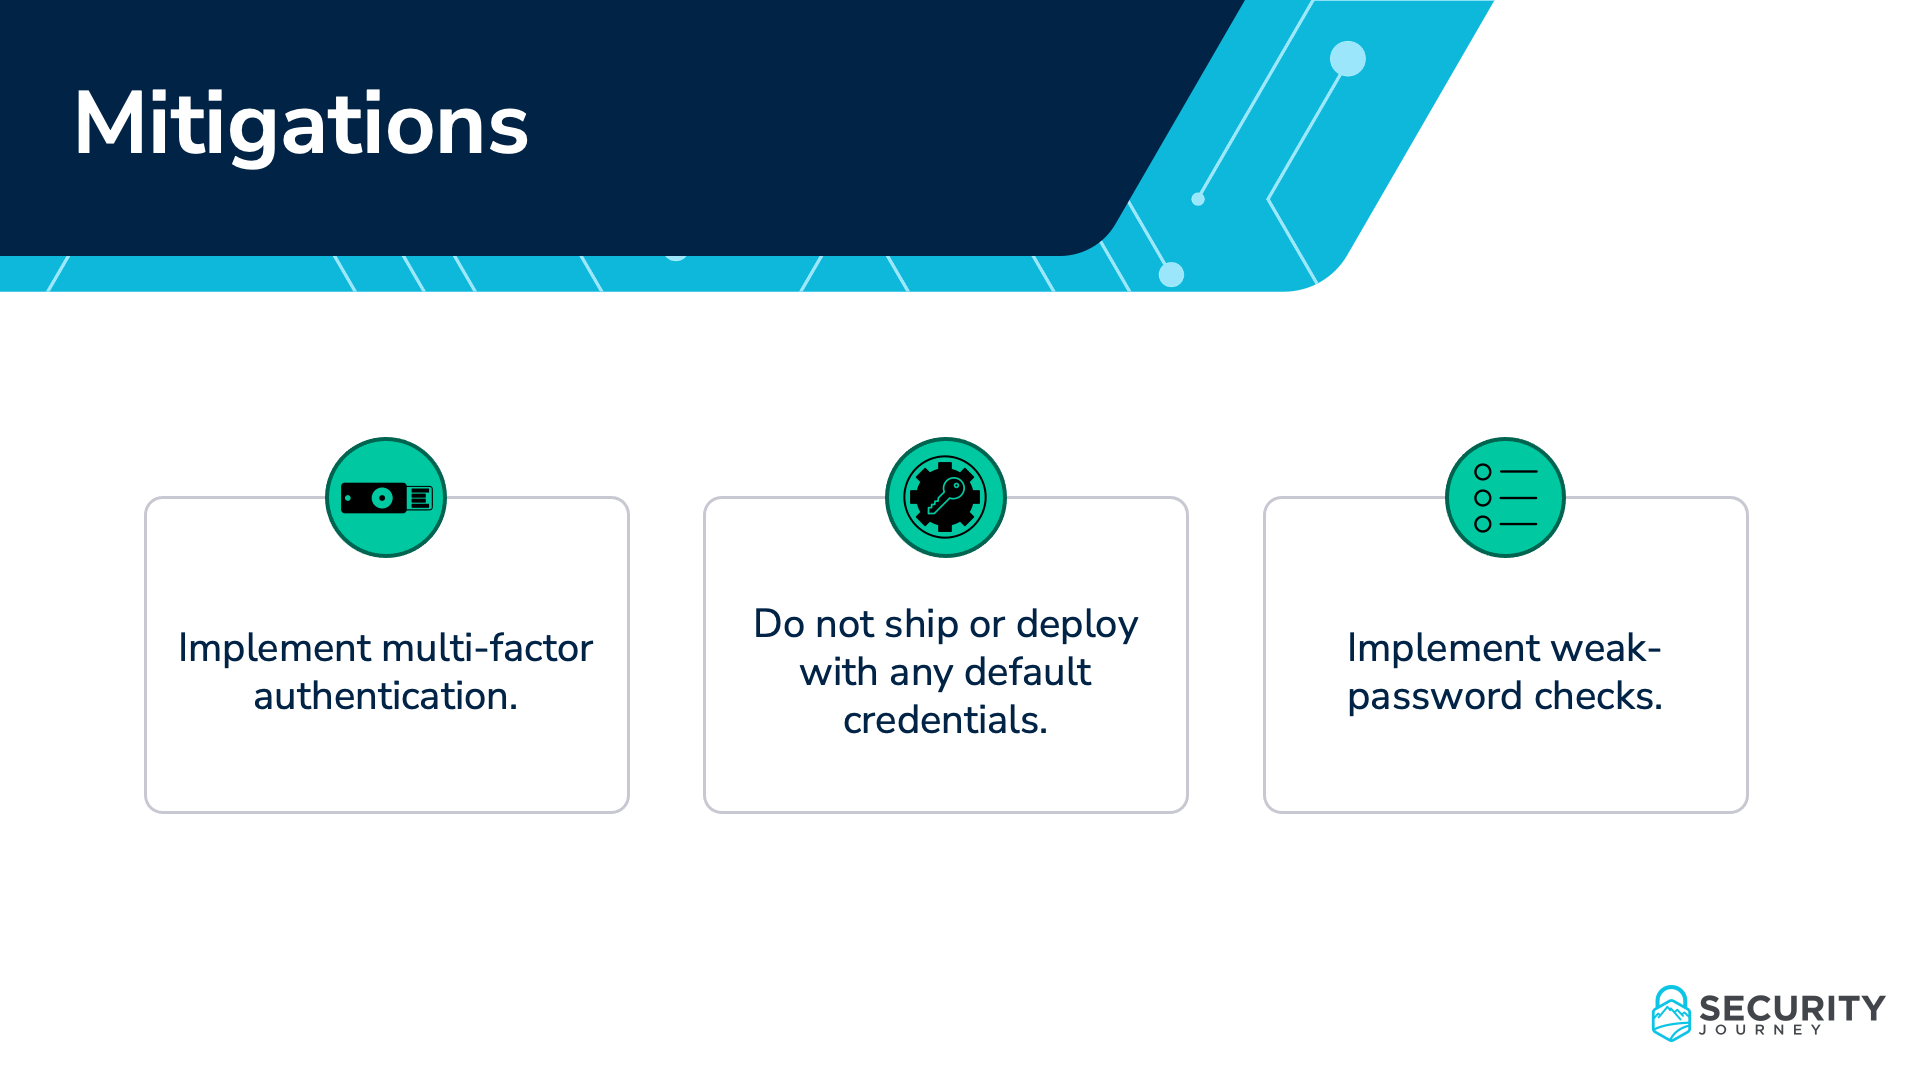 Mitigations
Implement multi-factor
authentication.
Do not ship or deploy
with any default
credentials.
Implement weak-
password checks.
SECURITY
JOURNEY